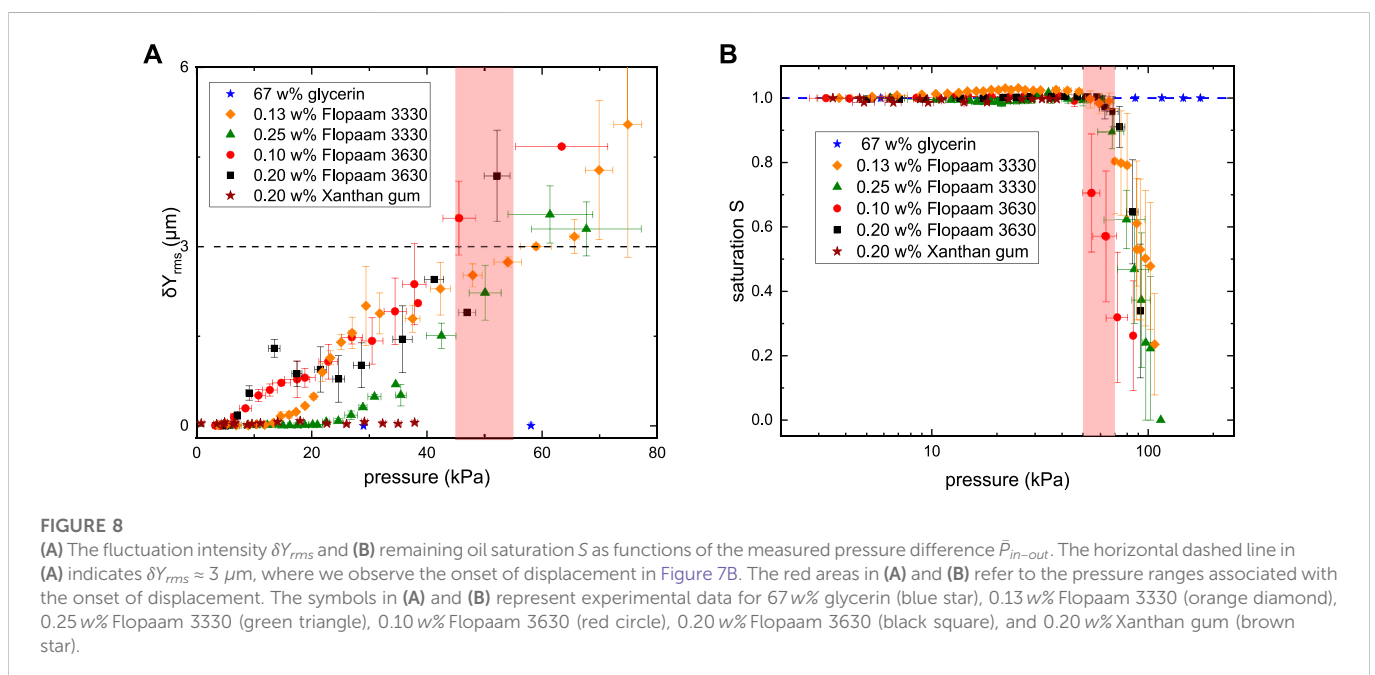 A
6
3
0
δY_rms (μm)
67 w% glycerin
0.13 w% Flopaam 3330
0.25 w% Flopaam 3330
0.10 w% Flopaam 3630
0.20 w% Flopaam 3630
0.20 w% Xanthan gum
0 20 40 60 80
pressure (kPa)
B
1.0
0.8
0.6
0.4
0.2
0.0
saturation S
67 w% glycerin
0.13 w% Flopaam 3330
0.25 w% Flopaam 3330
0.10 w% Flopaam 3630
0.20 w% Flopaam 3630
0.20 w% Xanthan gum
10 100
pressure (kPa)
FIGURE 8
(A) The fluctuation intensity δY_rms and (B) remaining oil saturation S as functions of the measured pressure difference P̄_in−out. The horizontal dashed line in
(A) indicates δY_rms ≈ 3 μm, where we observe the onset of displacement in Figure 7B. The red areas in (A) and (B) refer to the pressure ranges associated with
the onset of displacement. The symbols in (A) and (B) represent experimental data for 67 w% glycerin (blue star), 0.13 w% Flopaam 3330 (orange diamond),
0.25 w% Flopaam 3330 (green triangle), 0.10 w% Flopaam 3630 (red circle), 0.20 w% Flopaam 3630 (black square), and 0.20 w% Xanthan gum (brown
star).